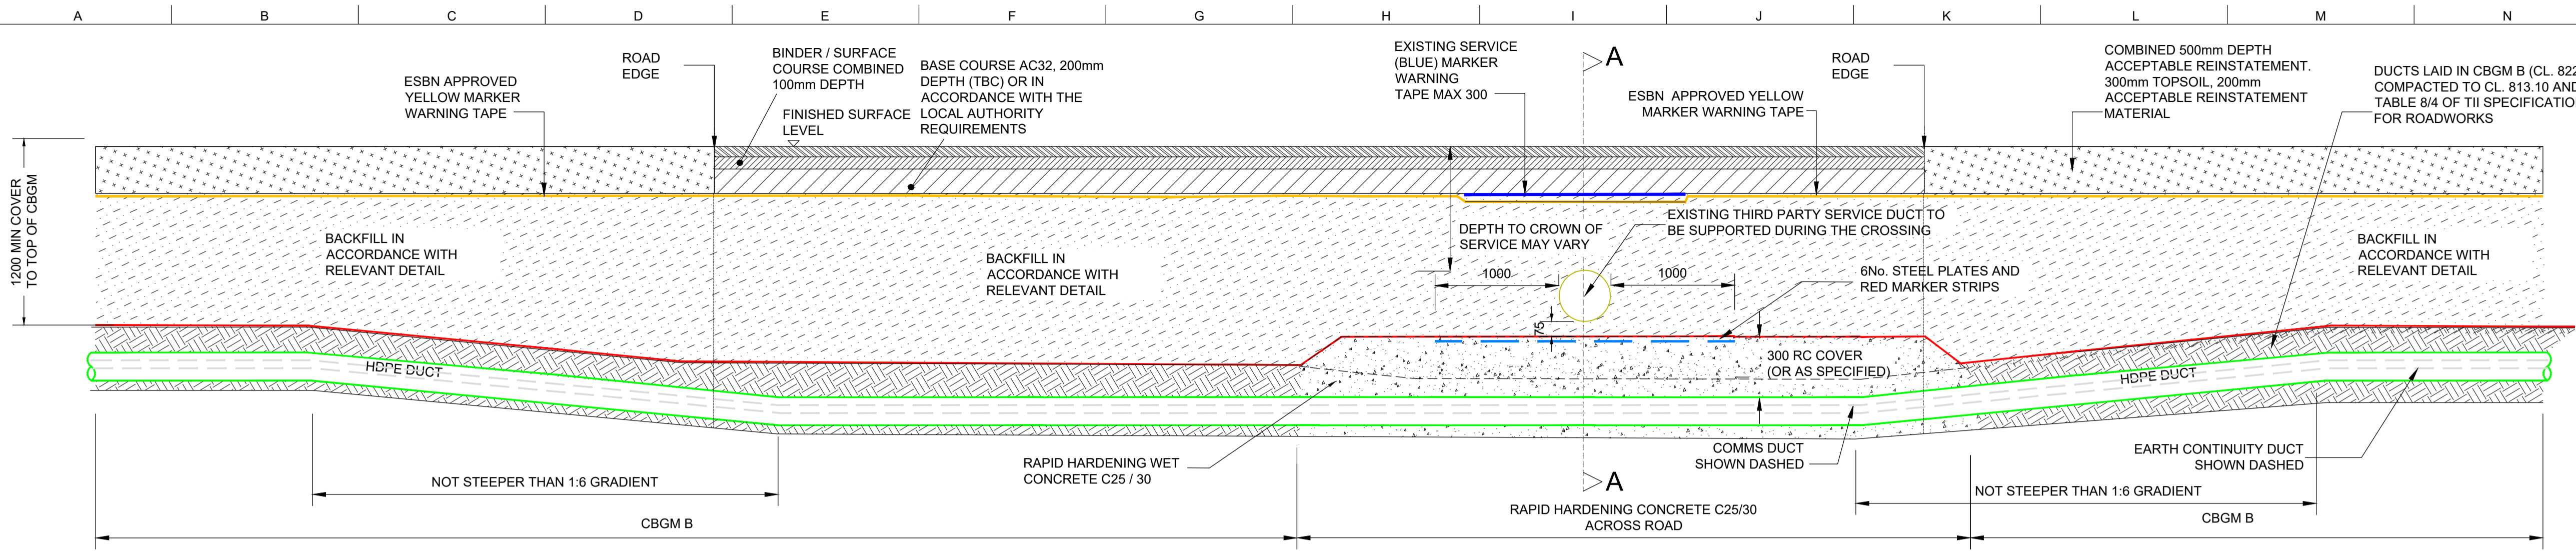 A B C D E F G H I J K L M N
ROAD
EDGE
ESBN APPROVED
YELLOW MARKER
WARNING TAPE
BINDER / SURFACE
COURSE COMBINED
100mm DEPTH
FINISHED SURFACE
LEVEL
BASE COURSE AC32, 200mm
DEPTH (TBC) OR IN
ACCORDANCE WITH THE
LOCAL AUTHORITY
REQUIREMENTS
EXISTING SERVICE
(BLUE) MARKER
WARNING
TAPE MAX 300
A
ESBN APPROVED YELLOW
MARKER WARNING TAPE
ROAD
EDGE
COMBINED 500mm DEPTH
ACCEPTABLE REINSTATEMENT.
300mm TOPSOIL, 200mm
ACCEPTABLE REINSTATEMENT
MATERIAL
DUCTS LAID IN CBGM B (CL. 822
COMPACTED TO CL. 813.10 AND
TABLE 8/4 OF TII SPECIFICATIO
FOR ROADWORKS
1200 MIN COVER
TO TOP OF CBGM
BACKFILL IN
ACCORDANCE WITH
RELEVANT DETAIL
BACKFILL IN
ACCORDANCE WITH
RELEVANT DETAIL
DEPTH TO CROWN OF
SERVICE MAY VARY
EXISTING THIRD PARTY SERVICE DUCT TO
BE SUPPORTED DURING THE CROSSING
1000
1000
75
6No. STEEL PLATES AND
RED MARKER STRIPS
BACKFILL IN
ACCORDANCE WITH
RELEVANT DETAIL
300 RC COVER
(OR AS SPECIFIED)
HDPE DUCT
HDPE DUCT
RAPID HARDENING WET
CONCRETE C25 / 30
COMMS DUCT
SHOWN DASHED
EARTH CONTINUITY DUCT
SHOWN DASHED
A
NOT STEEPER THAN 1:6 GRADIENT
NOT STEEPER THAN 1:6 GRADIENT
CBGM B
RAPID HARDENING CONCRETE C25/30
ACROSS ROAD
CBGM B